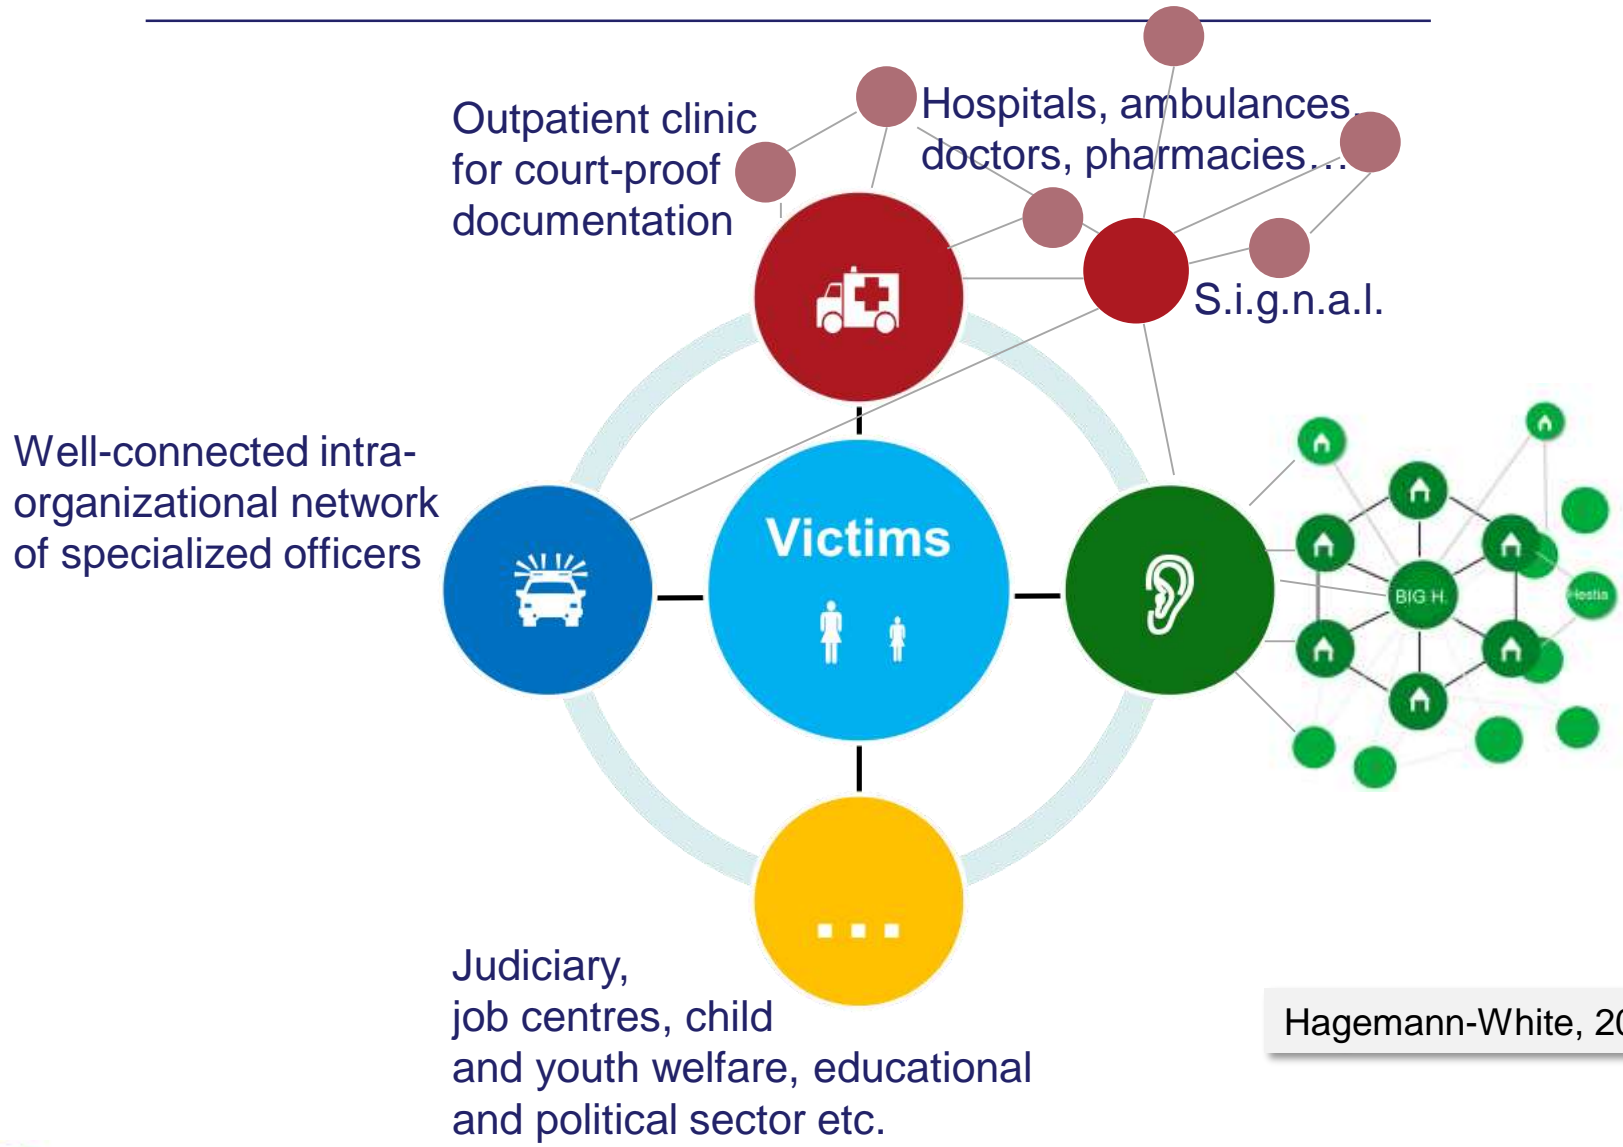 Outpatient clinic
for court-proof
documentation
Hospitals, ambulances,
doctors, pharmacies…
S.i.g.n.a.l.
Well-connected intra-
organizational network
of specialized officers
Victims
BIG H.
Hestia
...
Judiciary,
job centres, child
and youth welfare, educational
and political sector etc.
Hagemann-White, 20